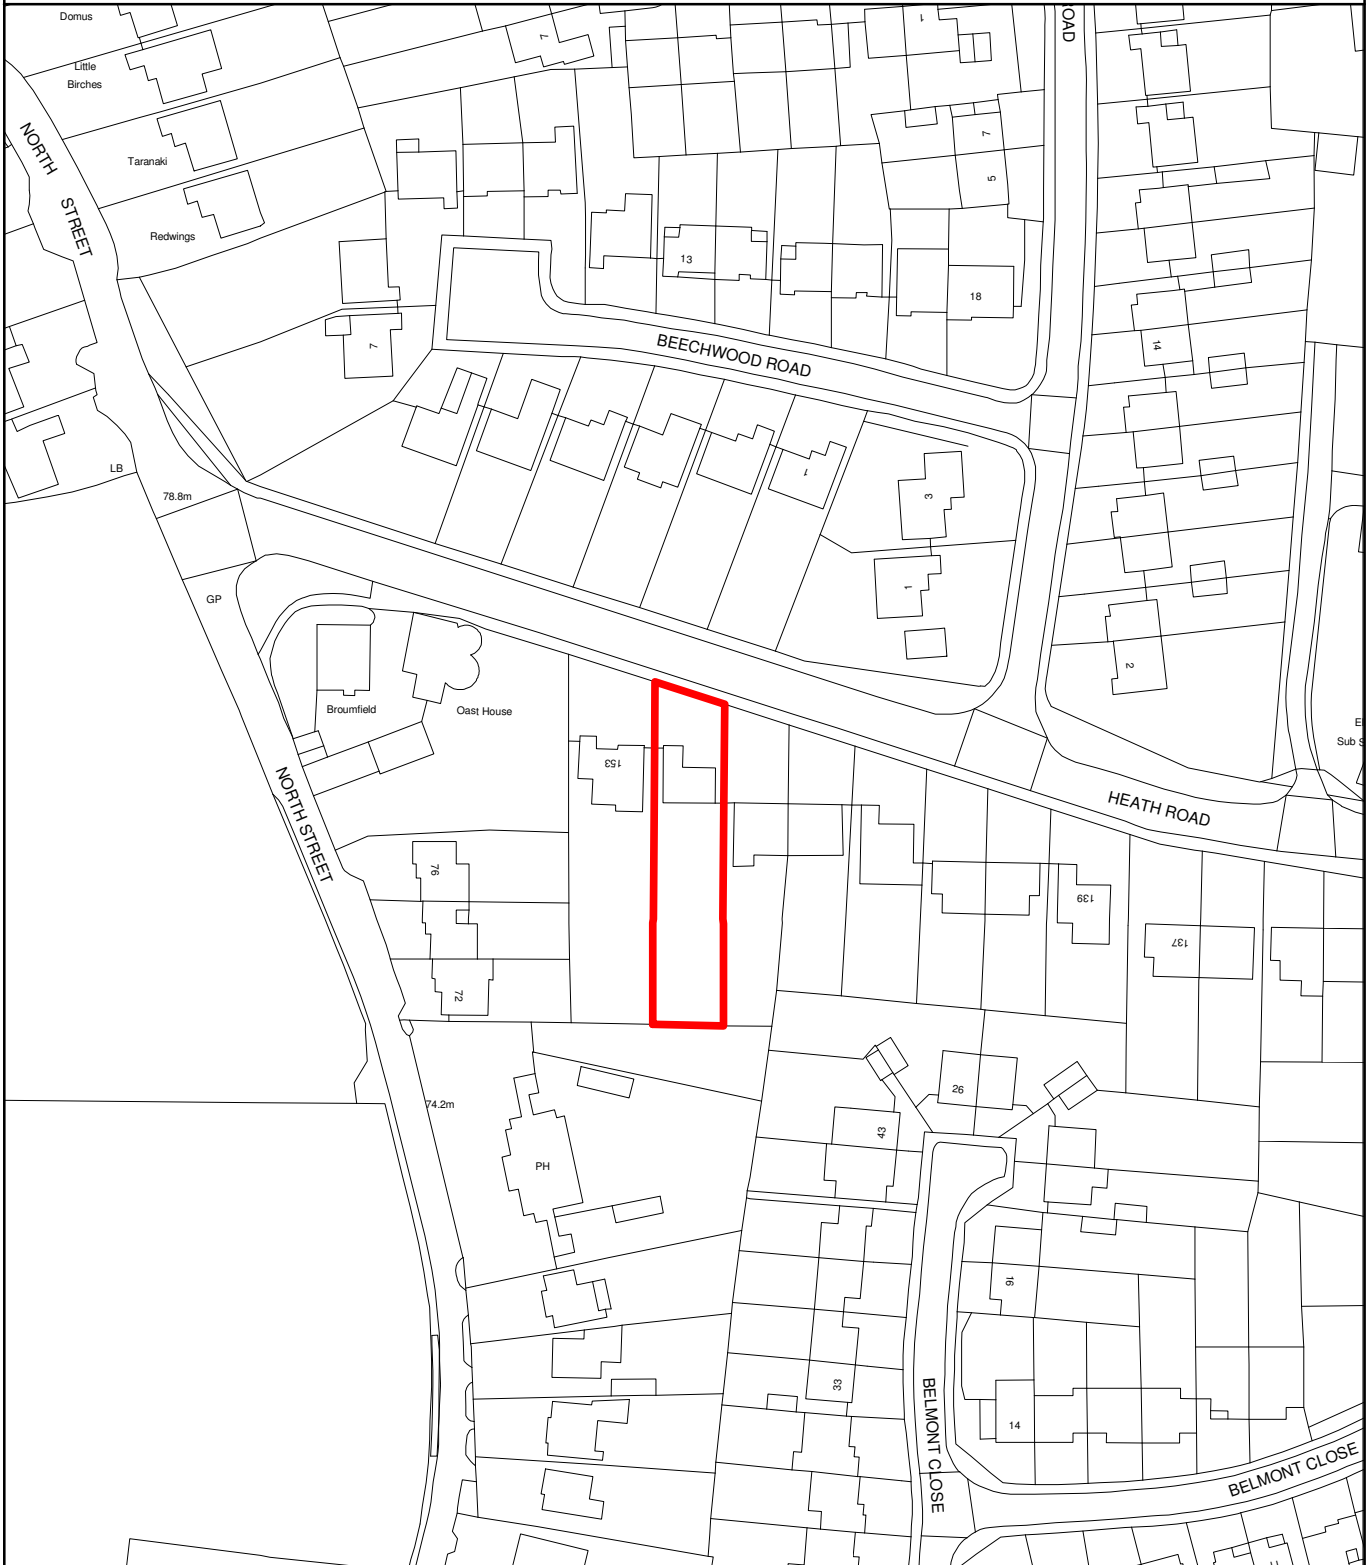 Domus
7
1
ROAD
Little
Birches
NORTH STREET
Taranaki
7
5
Redwings
13
18
7
BEECHWOOD ROAD
14
LB
1
3
78.8m
GP
1
2
Broumfield
Oast House
Sub S
153
NORTH STREET
HEATH ROAD
76
139
137
72
74.2m
26
43
PH
16
33
BELMONT CLOSE
14
BELMONT CLOSE